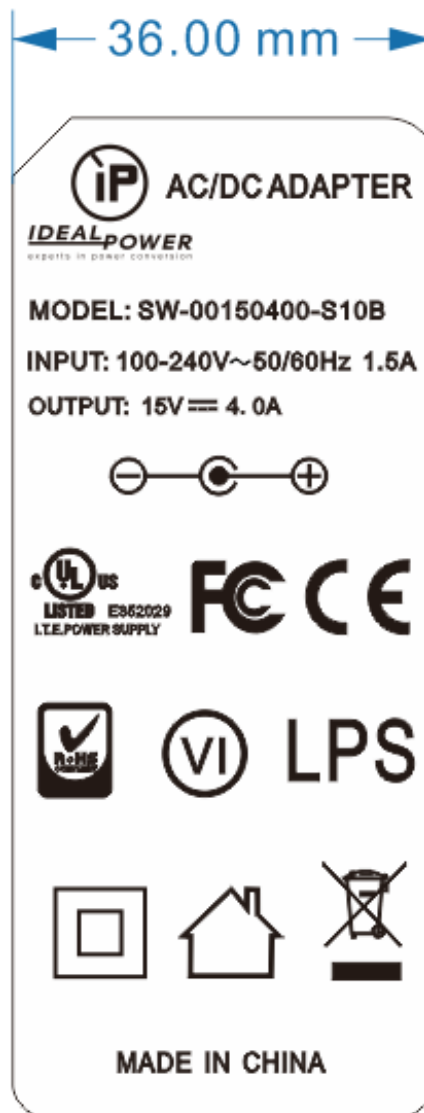 36.00 mm
iP AC/DC ADAPTER
IDEAL POWER
experts in power conversion
MODEL: SW-00150400-S10B
INPUT: 100-240V～50/60Hz 1.5A
OUTPUT: 15V⎓4.0A
c UL US
LISTED E352029
I.T.E. POWER SUPPLY
FC CE
RoHS
VI
LPS
MADE IN CHINA